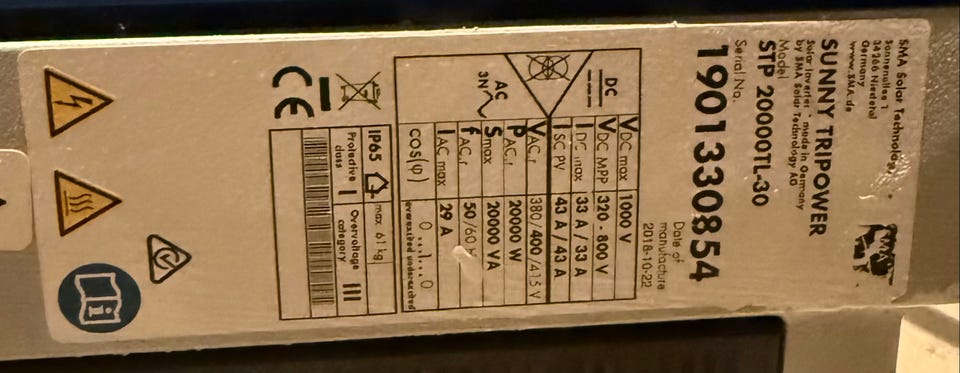 SMA Solar Technology
Sonnenallee 1
34266 Niestetal
Germany
www.SMA.de
SMA
SUNNY TRIPOWER
Solar Inverter · made in Germany
by SMA Solar Technology AG
Model
STP 20000TL-30
Serial No.
1901330854
Date of
manufacture
2018-10-22
DC
VDC max 1000 V
VDC MPP 320 - 800 V
IDC max 33 A / 33 A
ISC PV 43 A / 43 A
AC
3N
VAC,r 380 / 400 / 415 V
PAC,r 20000 W
Smax 20000 VA
fAC,r 50 /60
IAC max 29 A
cos(φ) 0 ...1... 0
overexcited underexcited
CE
IP65 max. 61 kg
Protective class I Overvoltage category III
i